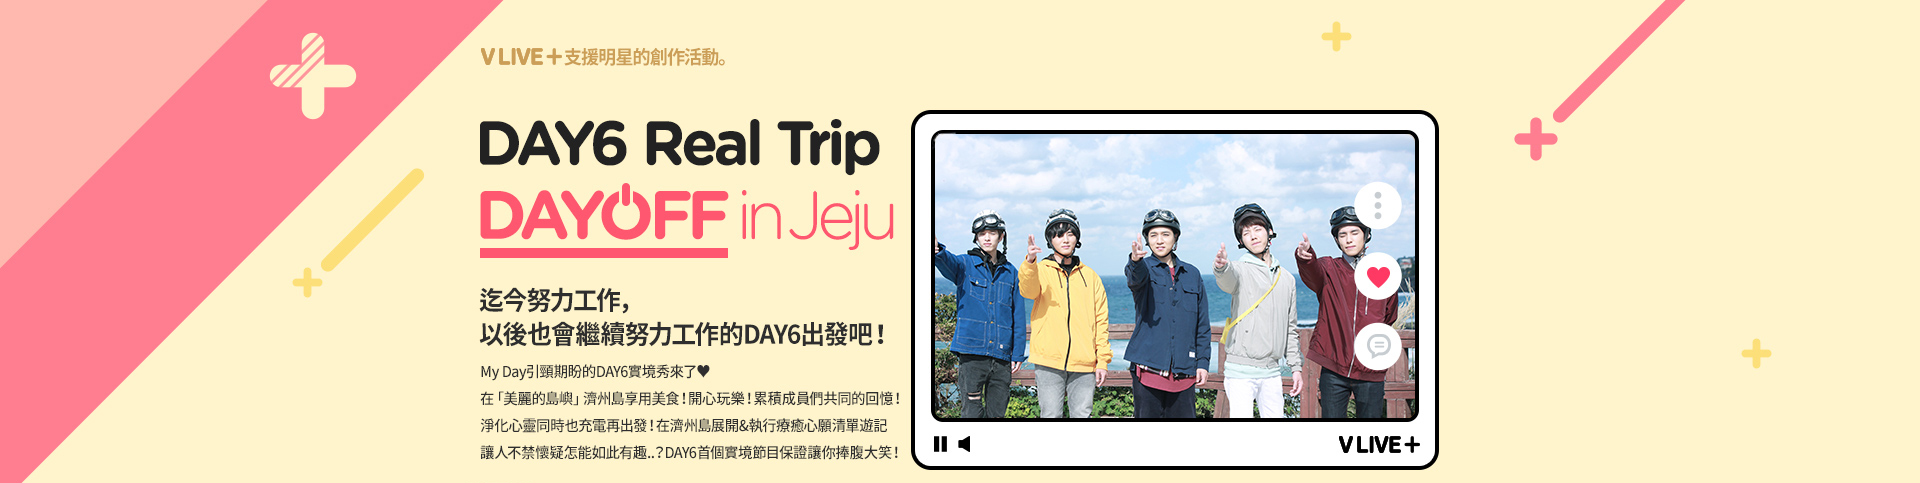 V LIVE+支援明星的創作活動。
DAY6 Real Trip
DAYOFF in Jeju
迄今努力工作,
以後也會繼續努力工作的DAY6出發吧!
My Day引頸期盼的DAY6實境秀來了♥
在「美麗的島嶼」濟州島享用美食!開心玩樂!累積成員們共同的回憶!
淨化心靈同時也充電再出發!在濟州島展開&執行療癒心願清單遊記
讓人不禁懷疑怎能如此有趣..?DAY6首個實境節目保證讓你捧腹大笑!
V LIVE+